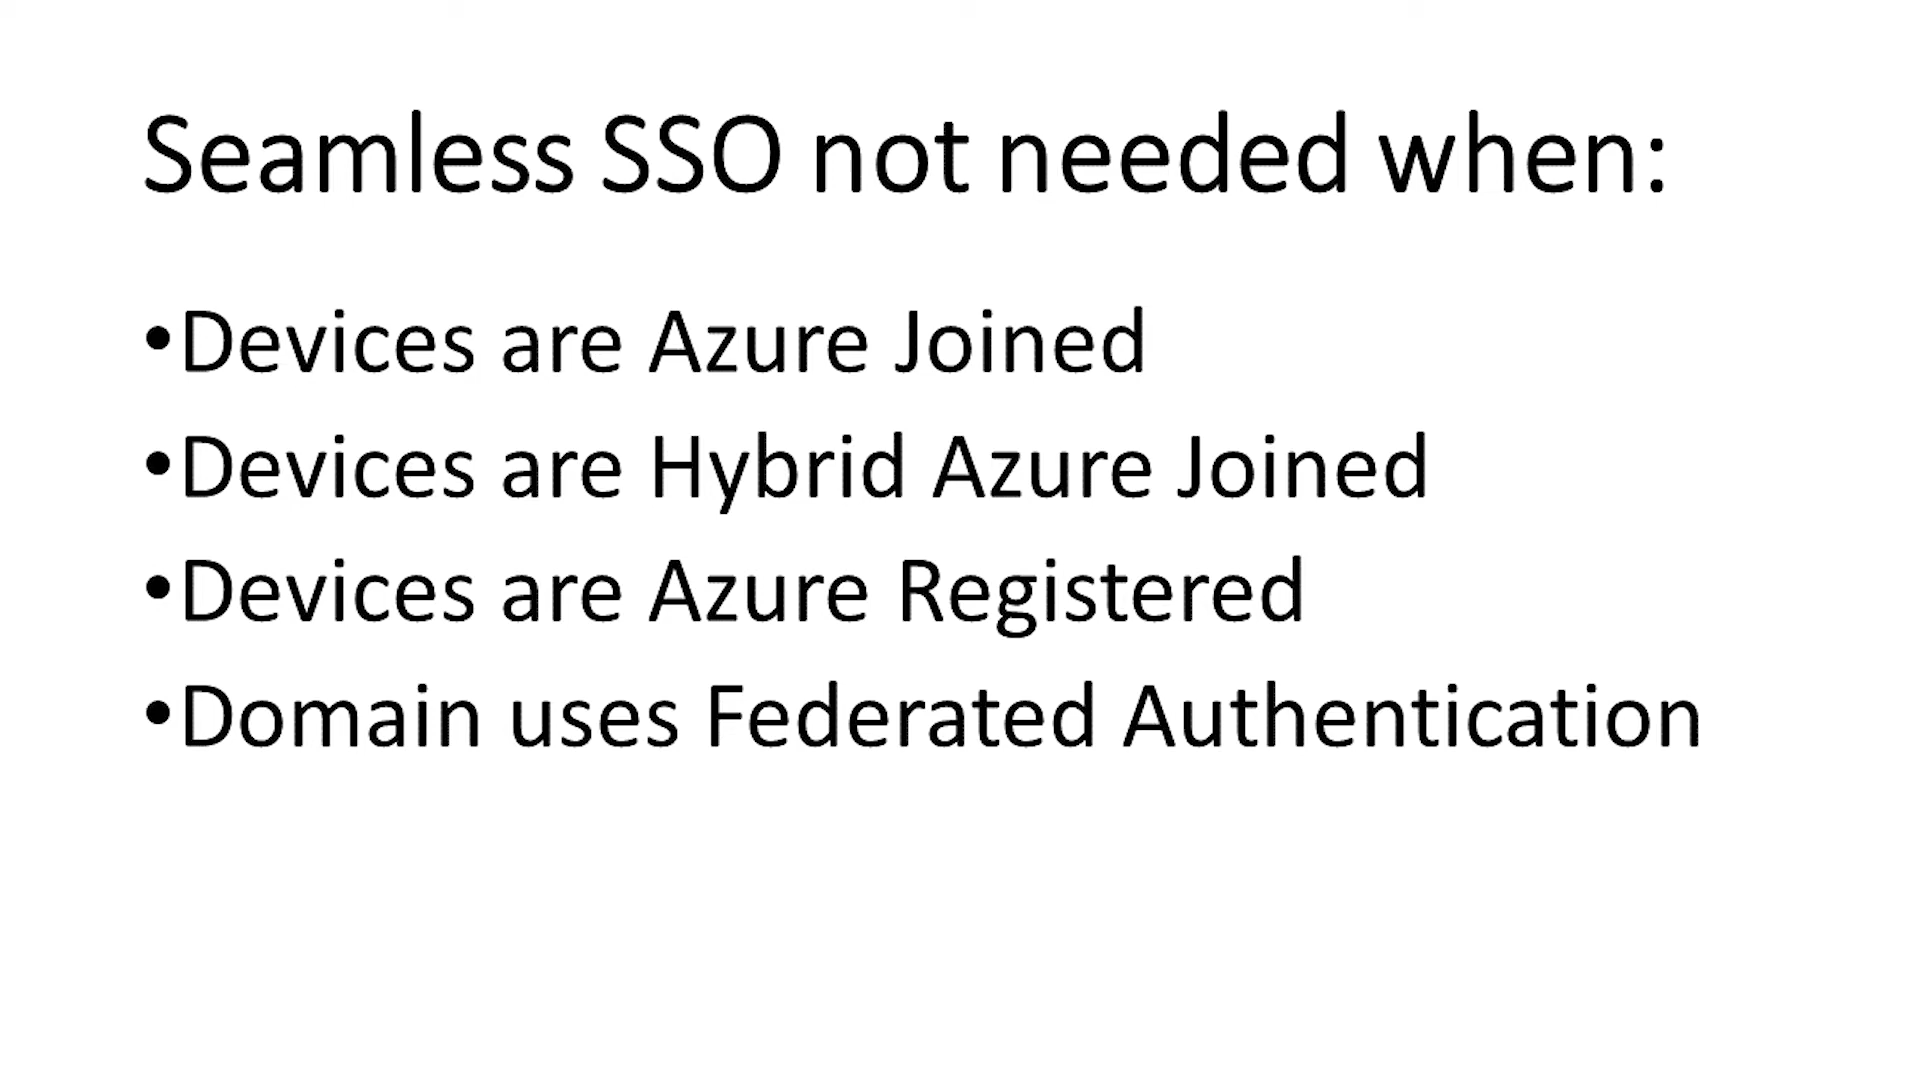 Seamless SSO not needed when:
•Devices are Azure Joined
•Devices are Hybrid Azure Joined
•Devices are Azure Registered
•Domain uses Federated Authentication